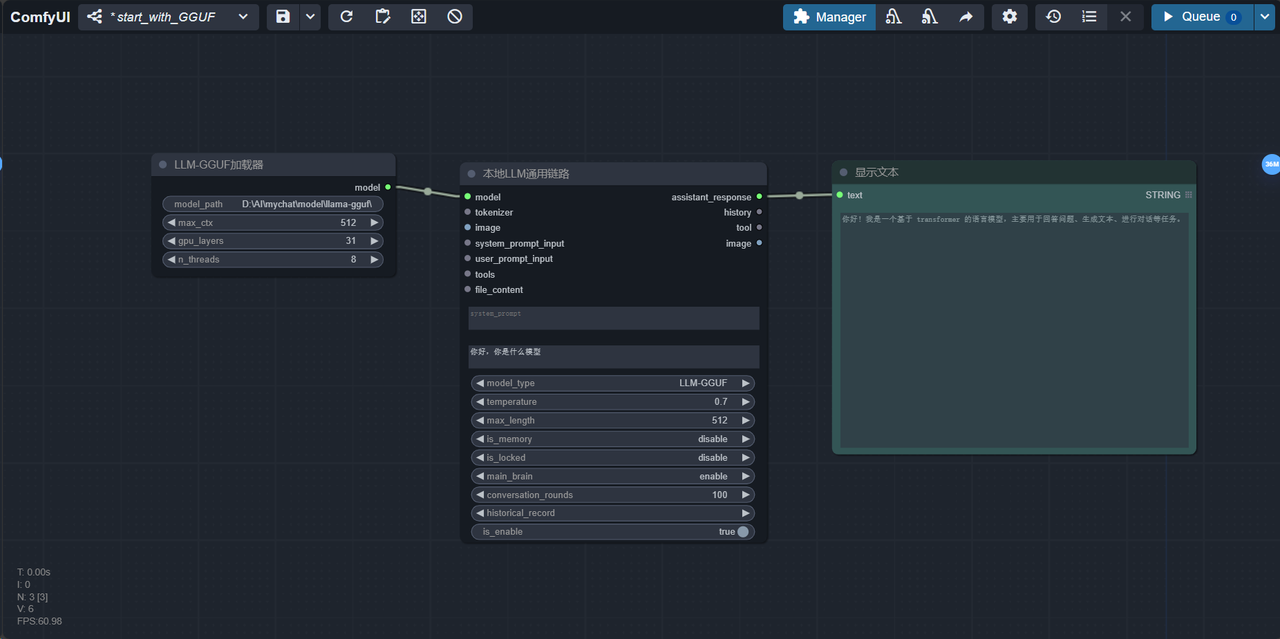 ComfyUI
* start_with_GGUF
Manager
Queue 0
36M
LLM-GGUF加载器
model
model_path D:\AI\mychat\model\llama-gguf\
max_ctx 512
gpu_layers 31
n_threads 8
本地LLM通用链路
model assistant_response
tokenizer history
image tool
system_prompt_input image
user_prompt_input
tools
file_content
system_prompt
你好，你是什么模型
model_type LLM-GGUF
temperature 0.7
max_length 512
is_memory disable
is_locked disable
main_brain enable
conversation_rounds 100
historical_record
is_enable true
显示文本
text STRING
你好！我是一个基于 transformer 的语言模型，主要用于回答问题、生成文本、进行对话等任务。
T: 0.00s
I: 0
N: 3 [3]
V: 6
FPS:60.98